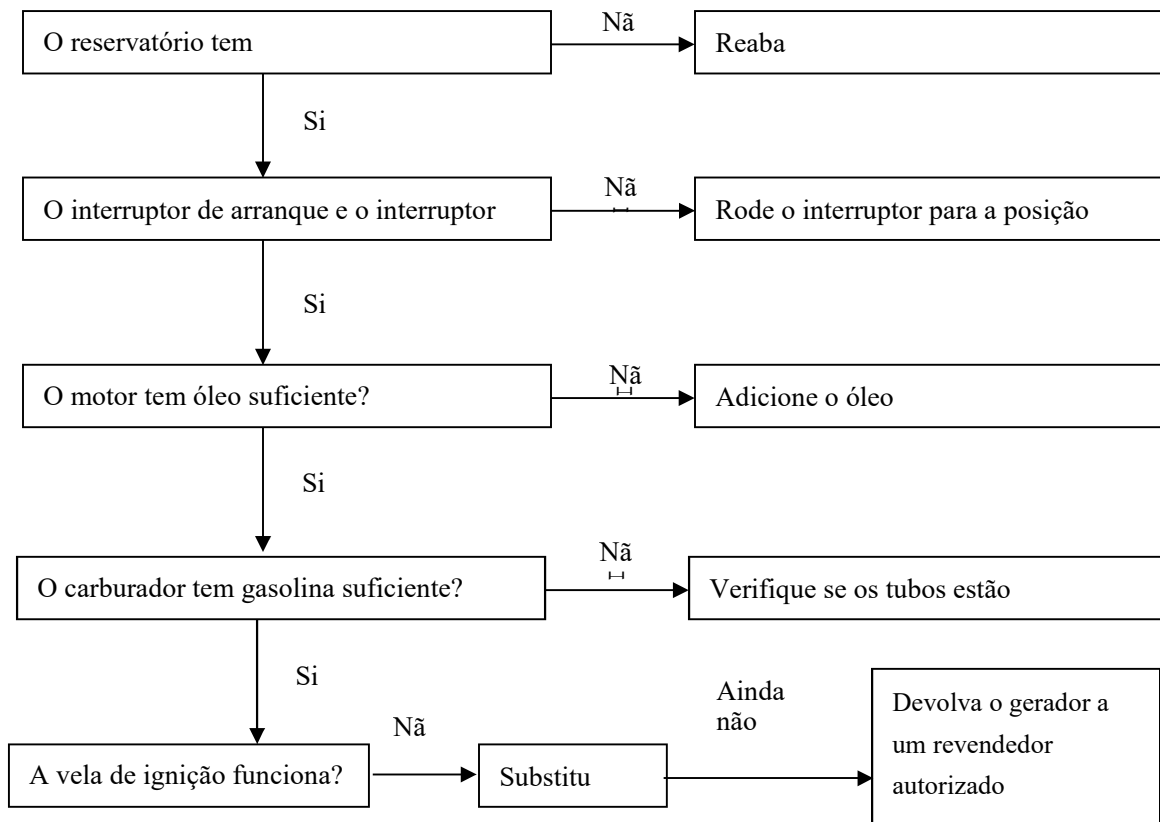 O reservatório tem
Nã
Reaba
Si
O interruptor de arranque e o interruptor
Nã
Rode o interruptor para a posição
Si
O motor tem óleo suficiente?
Nã
Adicione o óleo
Si
O carburador tem gasolina suficiente?
Nã
Verifique se os tubos estão
Si
A vela de ignição funciona?
Nã
Substitu
Ainda
não
Devolva o gerador a
um revendedor
autorizado